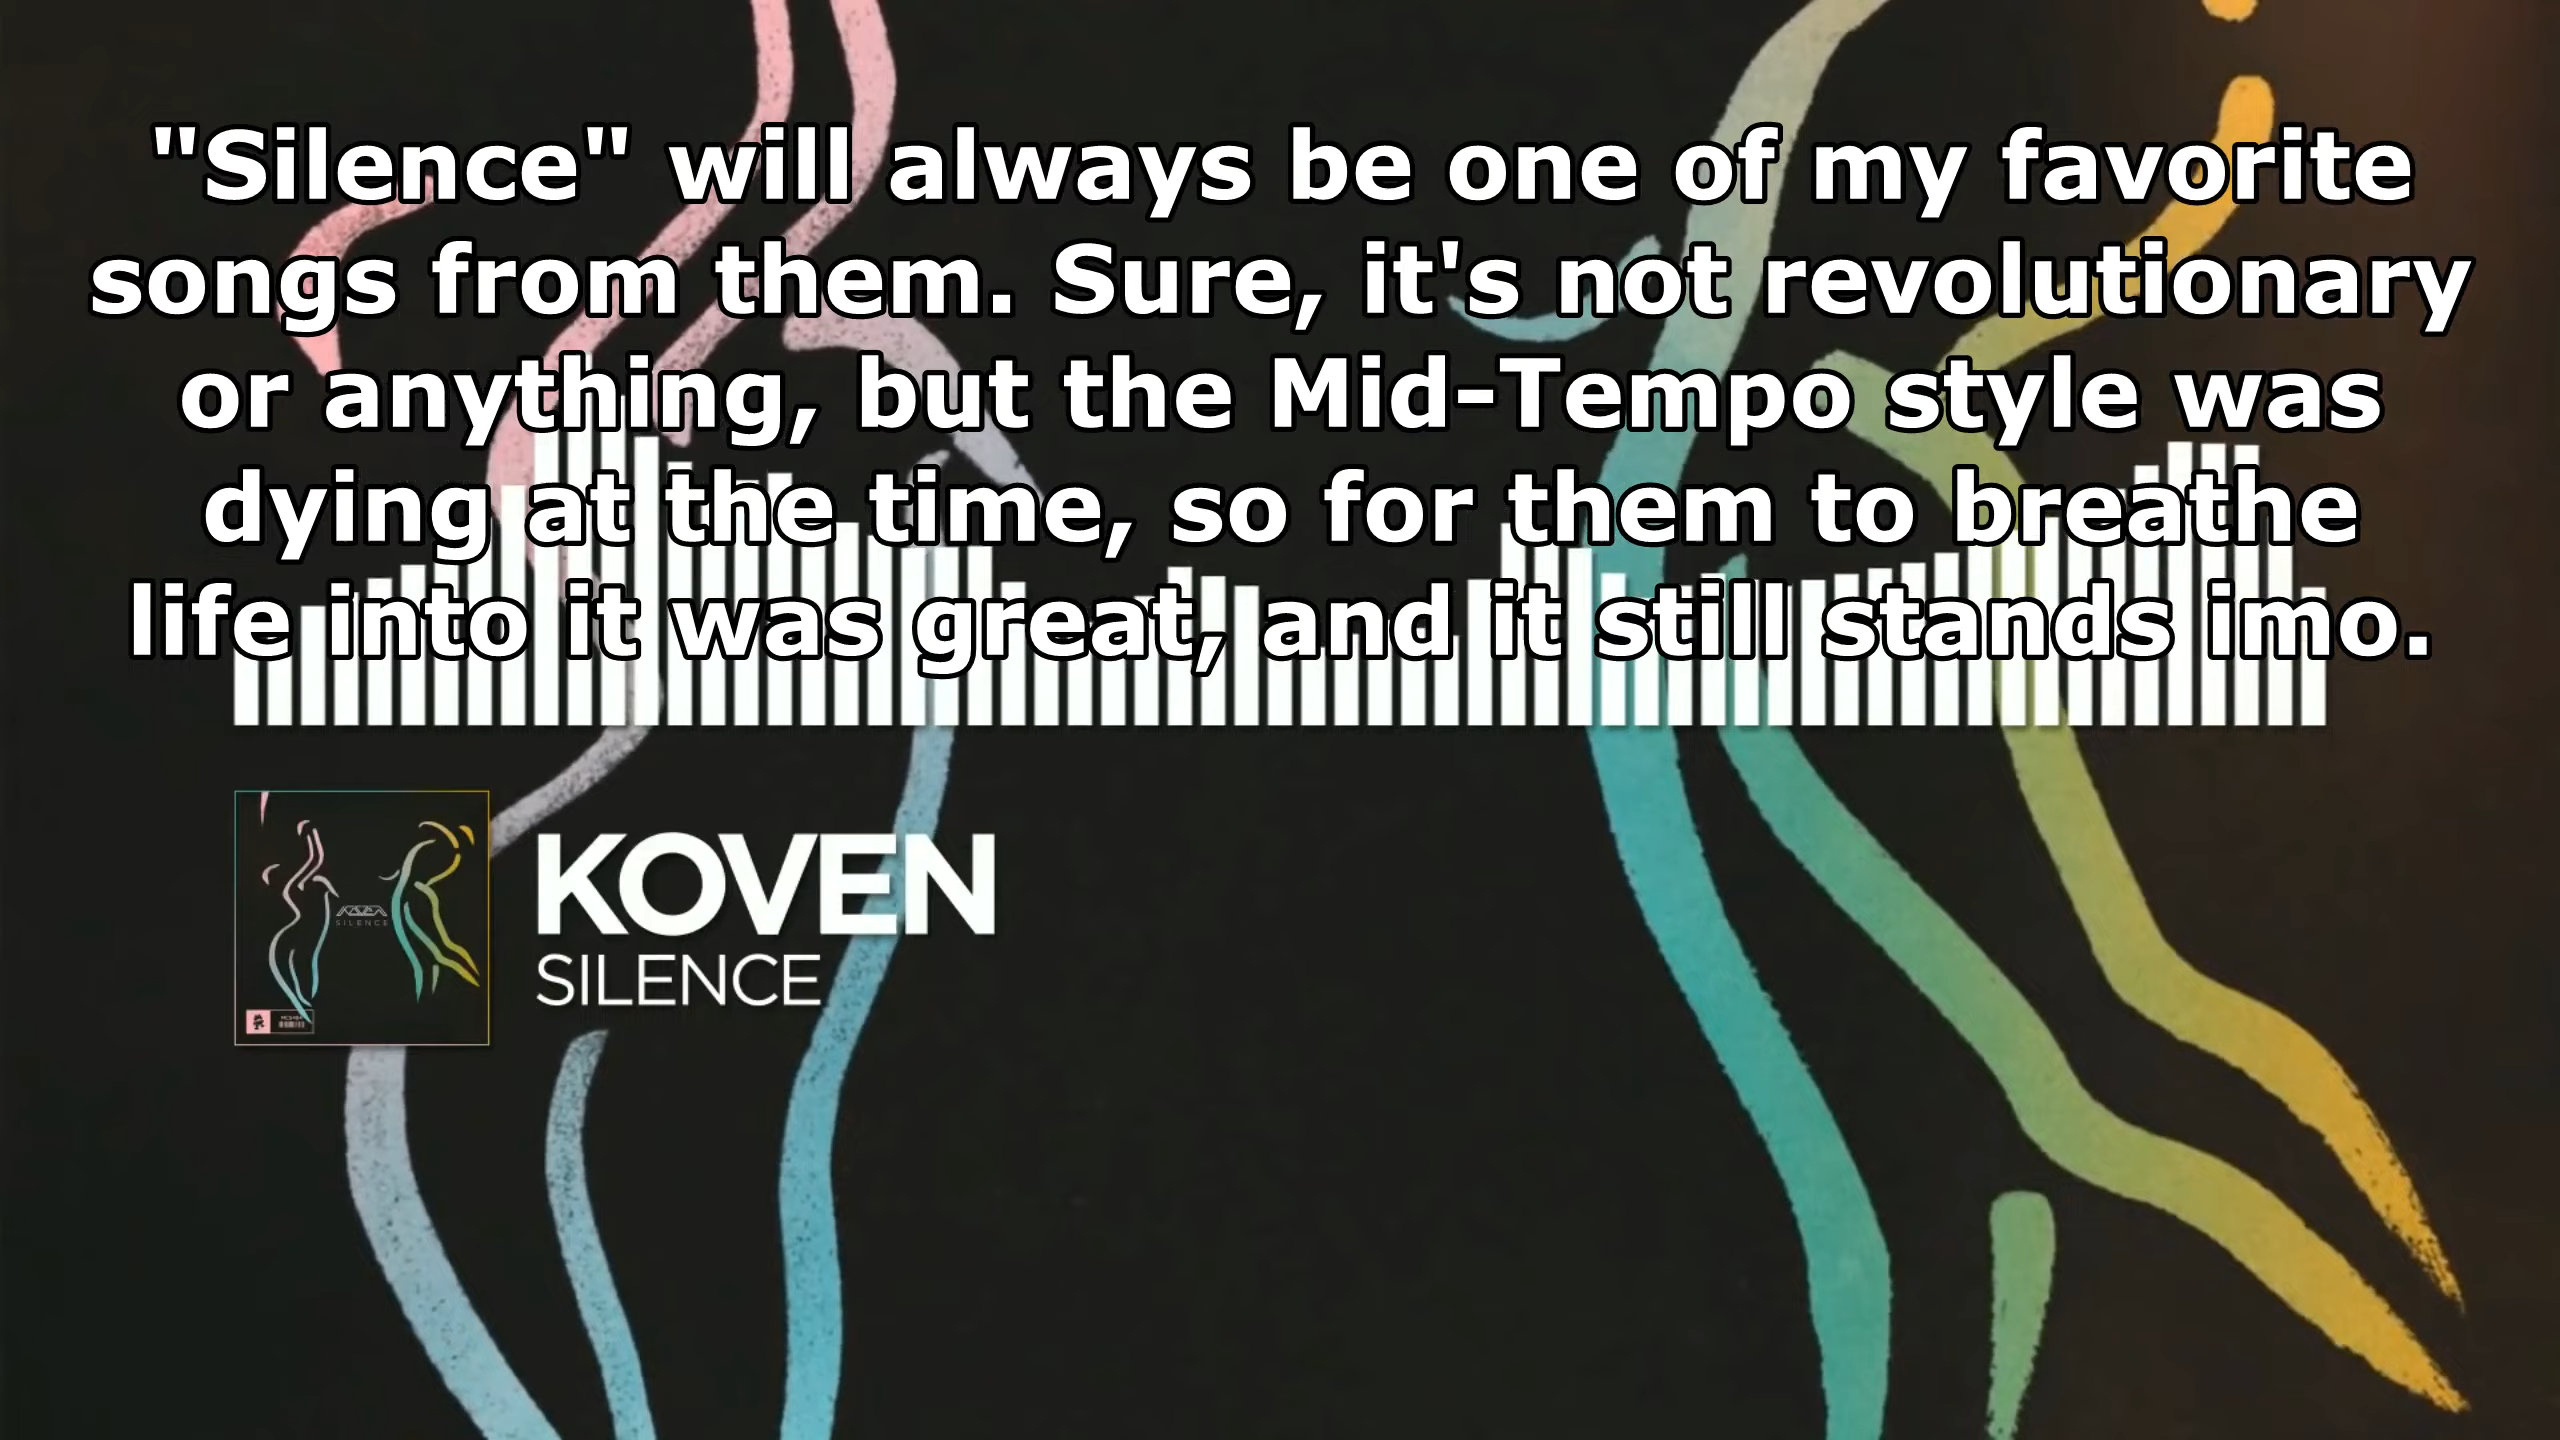 "Silence" will always be one of my favorite
songs from them. Sure, it's not revolutionary
or anything, but the Mid-Tempo style was
dying at the time, so for them to breathe
life into it was great, and it still stands imo.
KOVEN
SILENCE
KOVEN
SILENCE